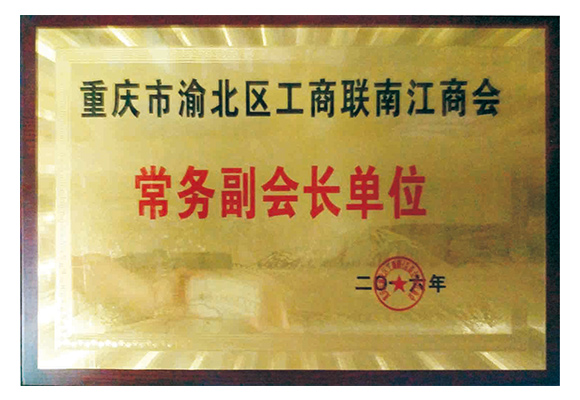 重庆市渝北区工商联南江商会
常务副会长单位
二〇一六年